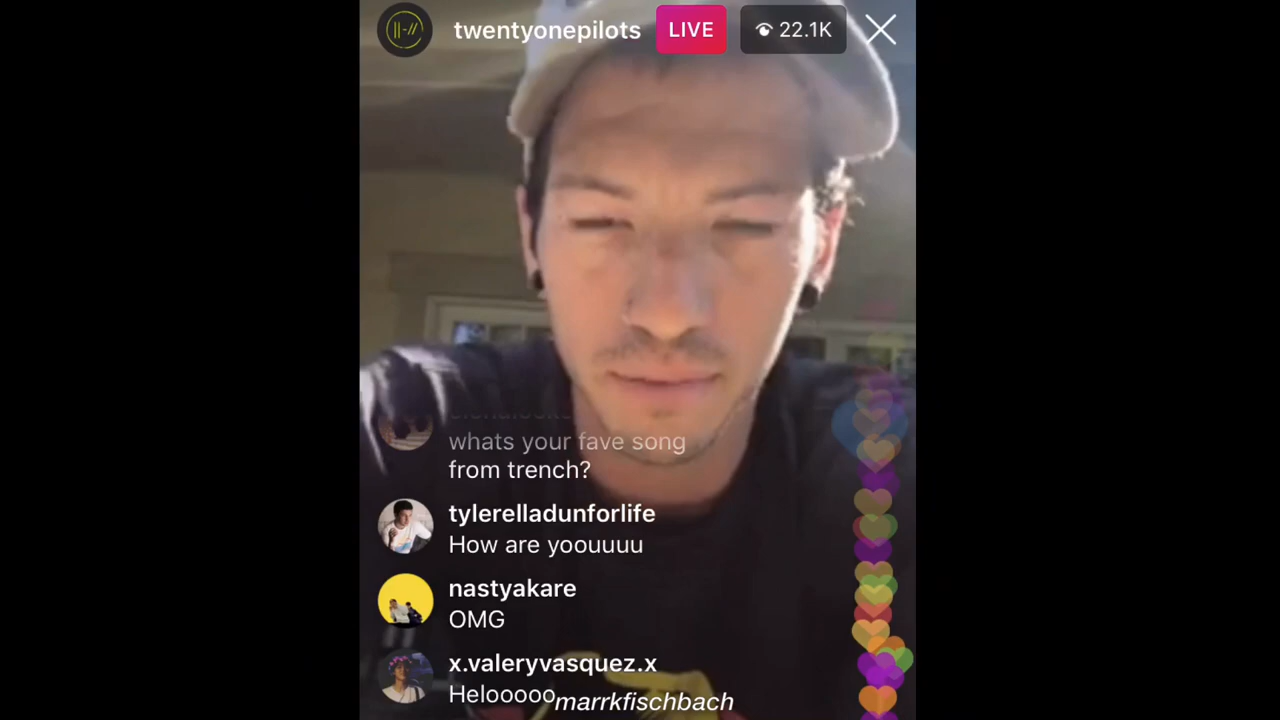 twentyonepilots LIVE 22.1K
whats your fave song
from trench?
tylerelladunforlife
How are yoouuuu
nastyakare
OMG
x.valeryvasquez.x
Helooooo
marrkfischbach